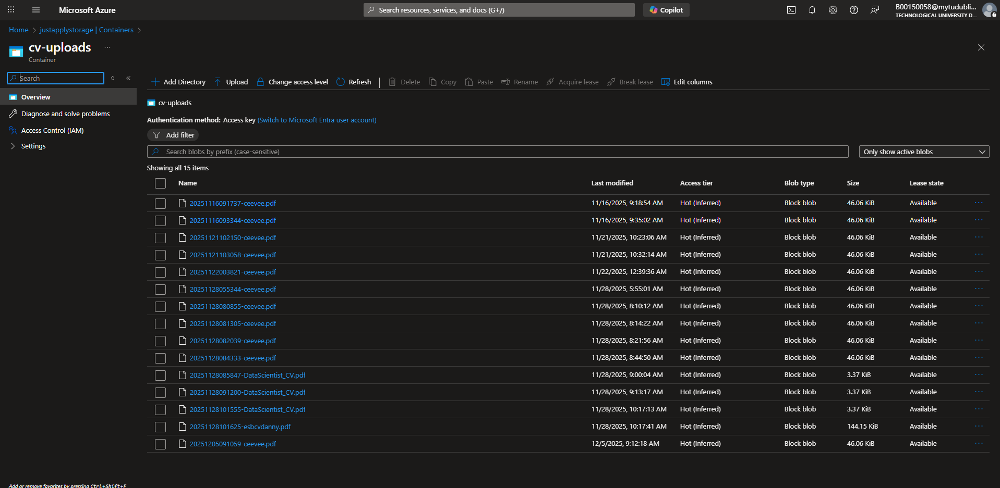 Microsoft Azure
Search resources, services, and docs (G+/)
Copilot
B00150058@mytudubli...
TECHNOLOGICAL UNIVERSITY D...
Home > justapplystorage | Containers >
cv-uploads ...
Container
Search
Overview
Diagnose and solve problems
Access Control (IAM)
Settings
Add Directory Upload Change access level Refresh Delete Copy Paste Rename Acquire lease Break lease Edit columns
cv-uploads
Authentication method: Access key (Switch to Microsoft Entra user account)
Add filter
Search blobs by prefix (case-sensitive)
Only show active blobs
Showing all 15 items
Name Last modified Access tier Blob type Size Lease state
20251116091737-ceevee.pdf 11/16/2025, 9:18:54 AM Hot (Inferred) Block blob 46.06 KiB Available ...
20251116093344-ceevee.pdf 11/16/2025, 9:35:02 AM Hot (Inferred) Block blob 46.06 KiB Available ...
20251121102150-ceevee.pdf 11/21/2025, 10:23:06 AM Hot (Inferred) Block blob 46.06 KiB Available ...
20251121103058-ceevee.pdf 11/21/2025, 10:32:14 AM Hot (Inferred) Block blob 46.06 KiB Available ...
20251122003821-ceevee.pdf 11/22/2025, 12:39:36 AM Hot (Inferred) Block blob 46.06 KiB Available ...
20251128055344-ceevee.pdf 11/28/2025, 5:55:01 AM Hot (Inferred) Block blob 46.06 KiB Available ...
20251128080855-ceevee.pdf 11/28/2025, 8:10:12 AM Hot (Inferred) Block blob 46.06 KiB Available ...
20251128081305-ceevee.pdf 11/28/2025, 8:14:22 AM Hot (Inferred) Block blob 46.06 KiB Available ...
20251128082039-ceevee.pdf 11/28/2025, 8:21:56 AM Hot (Inferred) Block blob 46.06 KiB Available ...
20251128084333-ceevee.pdf 11/28/2025, 8:44:50 AM Hot (Inferred) Block blob 46.06 KiB Available ...
20251128085847-DataScientist_CV.pdf 11/28/2025, 9:00:04 AM Hot (Inferred) Block blob 3.37 KiB Available ...
20251128091200-DataScientist_CV.pdf 11/28/2025, 9:13:17 AM Hot (Inferred) Block blob 3.37 KiB Available ...
20251128101555-DataScientist_CV.pdf 11/28/2025, 10:17:13 AM Hot (Inferred) Block blob 3.37 KiB Available ...
20251128101625-esbcvdanny.pdf 11/28/2025, 10:17:41 AM Hot (Inferred) Block blob 144.15 KiB Available ...
20251205091059-ceevee.pdf 12/5/2025, 9:12:18 AM Hot (Inferred) Block blob 46.06 KiB Available ...
Add or remove favorites by pressing Ctrl+Shift+F